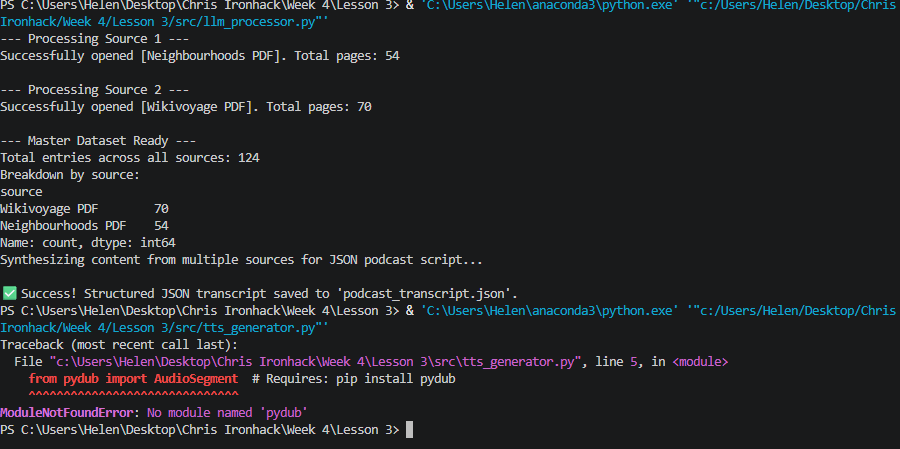 PS C:\Users\Helen\Desktop\Chris Ironhack\Week 4\Lesson 3> & 'C:\Users\Helen\anaconda3\python.exe' '"c:/Users/Helen/Desktop/Chris
Ironhack/Week 4/Lesson 3/src/llm_processor.py"'
--- Processing Source 1 ---
Successfully opened [Neighbourhoods PDF]. Total pages: 54

--- Processing Source 2 ---
Successfully opened [Wikivoyage PDF]. Total pages: 70

--- Master Dataset Ready ---
Total entries across all sources: 124
Breakdown by source:
source
Wikivoyage PDF        70
Neighbourhoods PDF    54
Name: count, dtype: int64
Synthesizing content from multiple sources for JSON podcast script...

✅ Success! Structured JSON transcript saved to 'podcast_transcript.json'.
PS C:\Users\Helen\Desktop\Chris Ironhack\Week 4\Lesson 3> & 'C:\Users\Helen\anaconda3\python.exe' '"c:/Users/Helen/Desktop/Chris
Ironhack/Week 4/Lesson 3/src/tts_generator.py"'
Traceback (most recent call last):
  File "c:\Users\Helen\Desktop\Chris Ironhack\Week 4\Lesson 3\src\tts_generator.py", line 5, in <module>
    from pydub import AudioSegment  # Requires: pip install pydub
    ^^^^^^^^^^^^^^^^^^^^^^^^^^^^^^
ModuleNotFoundError: No module named 'pydub'
PS C:\Users\Helen\Desktop\Chris Ironhack\Week 4\Lesson 3>